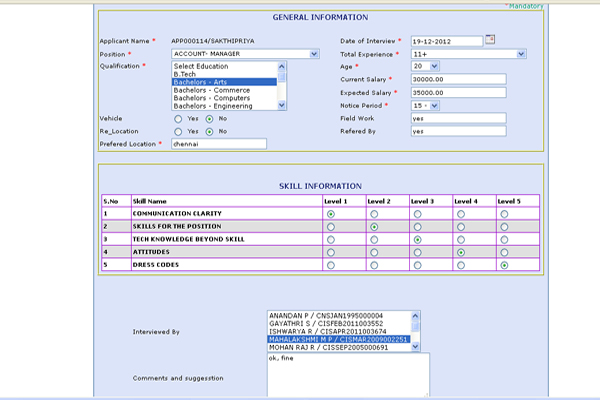 *Mandatory
GENERAL INFORMATION
Applicant Name * APP000114/SAKTHIPRIYA Date of Interview * 19-12-2012
Position * ACCOUNT- MANAGER Total Experience * 11+
Qualification * Select Education Age * 20
B.Tech
Bachelors - Arts Current Salary * 30000.00
Bachelors - Commerce Expected Salary * 35000.00
Bachelors - Computers
Bachelors - Engineering Notice Period * 15 -
Vehicle Yes No Field Work yes
Re_Location Yes No Refered By yes
Prefered Location * chennai
SKILL INFORMATION
S.No Skill Name Level 1 Level 2 Level 3 Level 4 Level 5
1 COMMUNICATION CLARITY
2 SKILLS FOR THE POSITION
3 TECH KNOWLEDGE BEYOND SKILL
4 ATTITUDES
5 DRESS CODES
ANANDAN P / CNSJAN1995000004
GAYATHRI S / CISFEB2011003552
Interviewed By ISHWARYA R / CISAPR2011003674
MAHALAKSHMI M P / CISMAR2009002251
MOHAN RAJ R / CISSEP2005000691
ok, fine
Comments and suggesstion